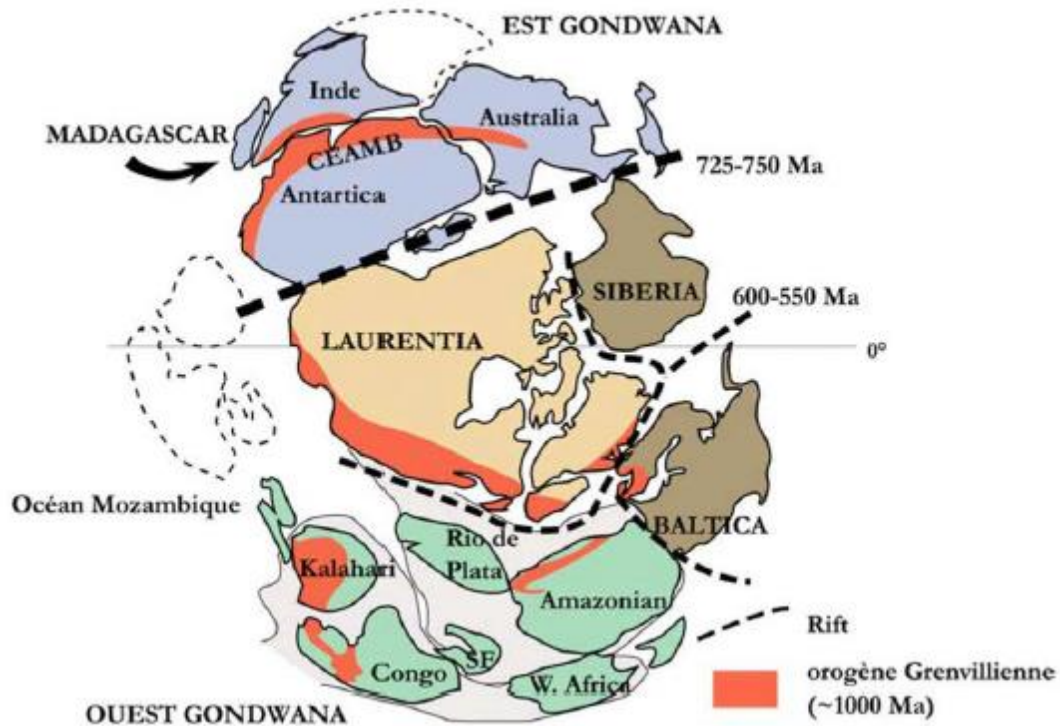 EST GONDWANA
Inde
Australia
MADAGASCAR
CEAMB
Antartica
725-750 Ma
SIBERIA
600-550 Ma
LAURENTIA
0°
Océan Mozambique
BALTICA
Rio de
Plata
Kalahari
Amazonian
Rift
SF
Congo
W. Africa
orogène Grenvillienne
(~1000 Ma)
OUEST GONDWANA